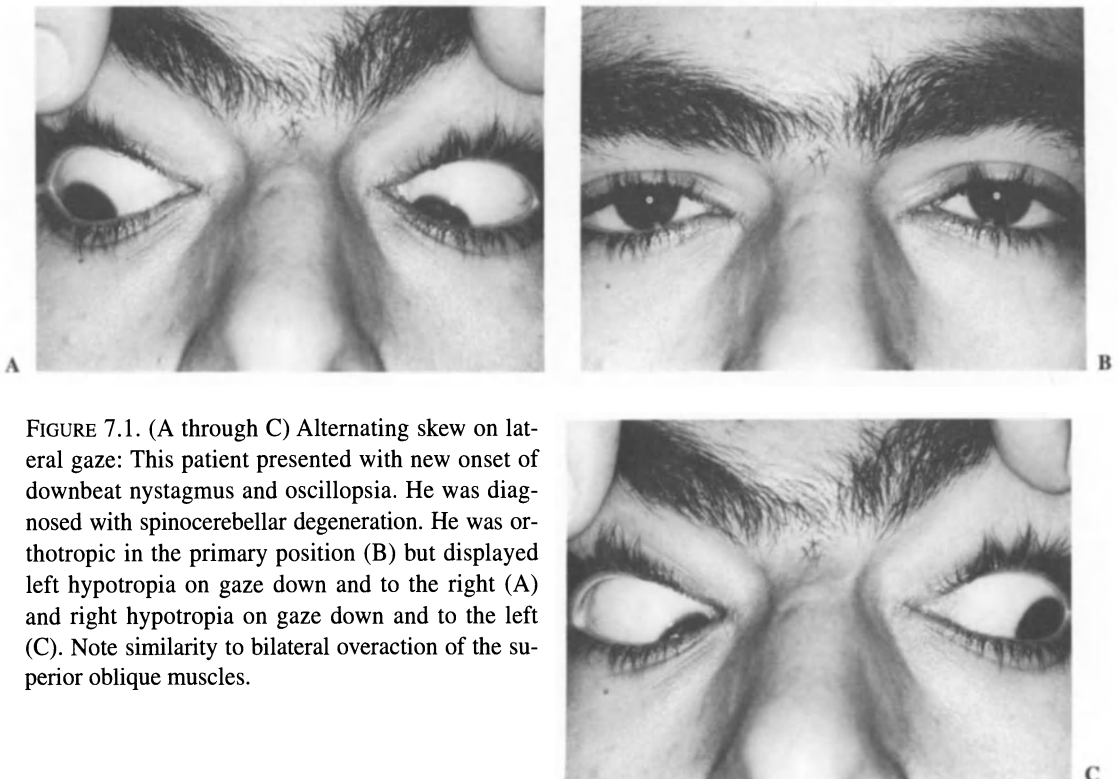 A
B
FIGURE 7.1. (A through C) Alternating skew on lat-
eral gaze: This patient presented with new onset of
downbeat nystagmus and oscillopsia. He was diag-
nosed with spinocerebellar degeneration. He was or-
thotropic in the primary position (B) but displayed
left hypotropia on gaze down and to the right (A)
and right hypotropia on gaze down and to the left
(C). Note similarity to bilateral overaction of the su-
perior oblique muscles.
C